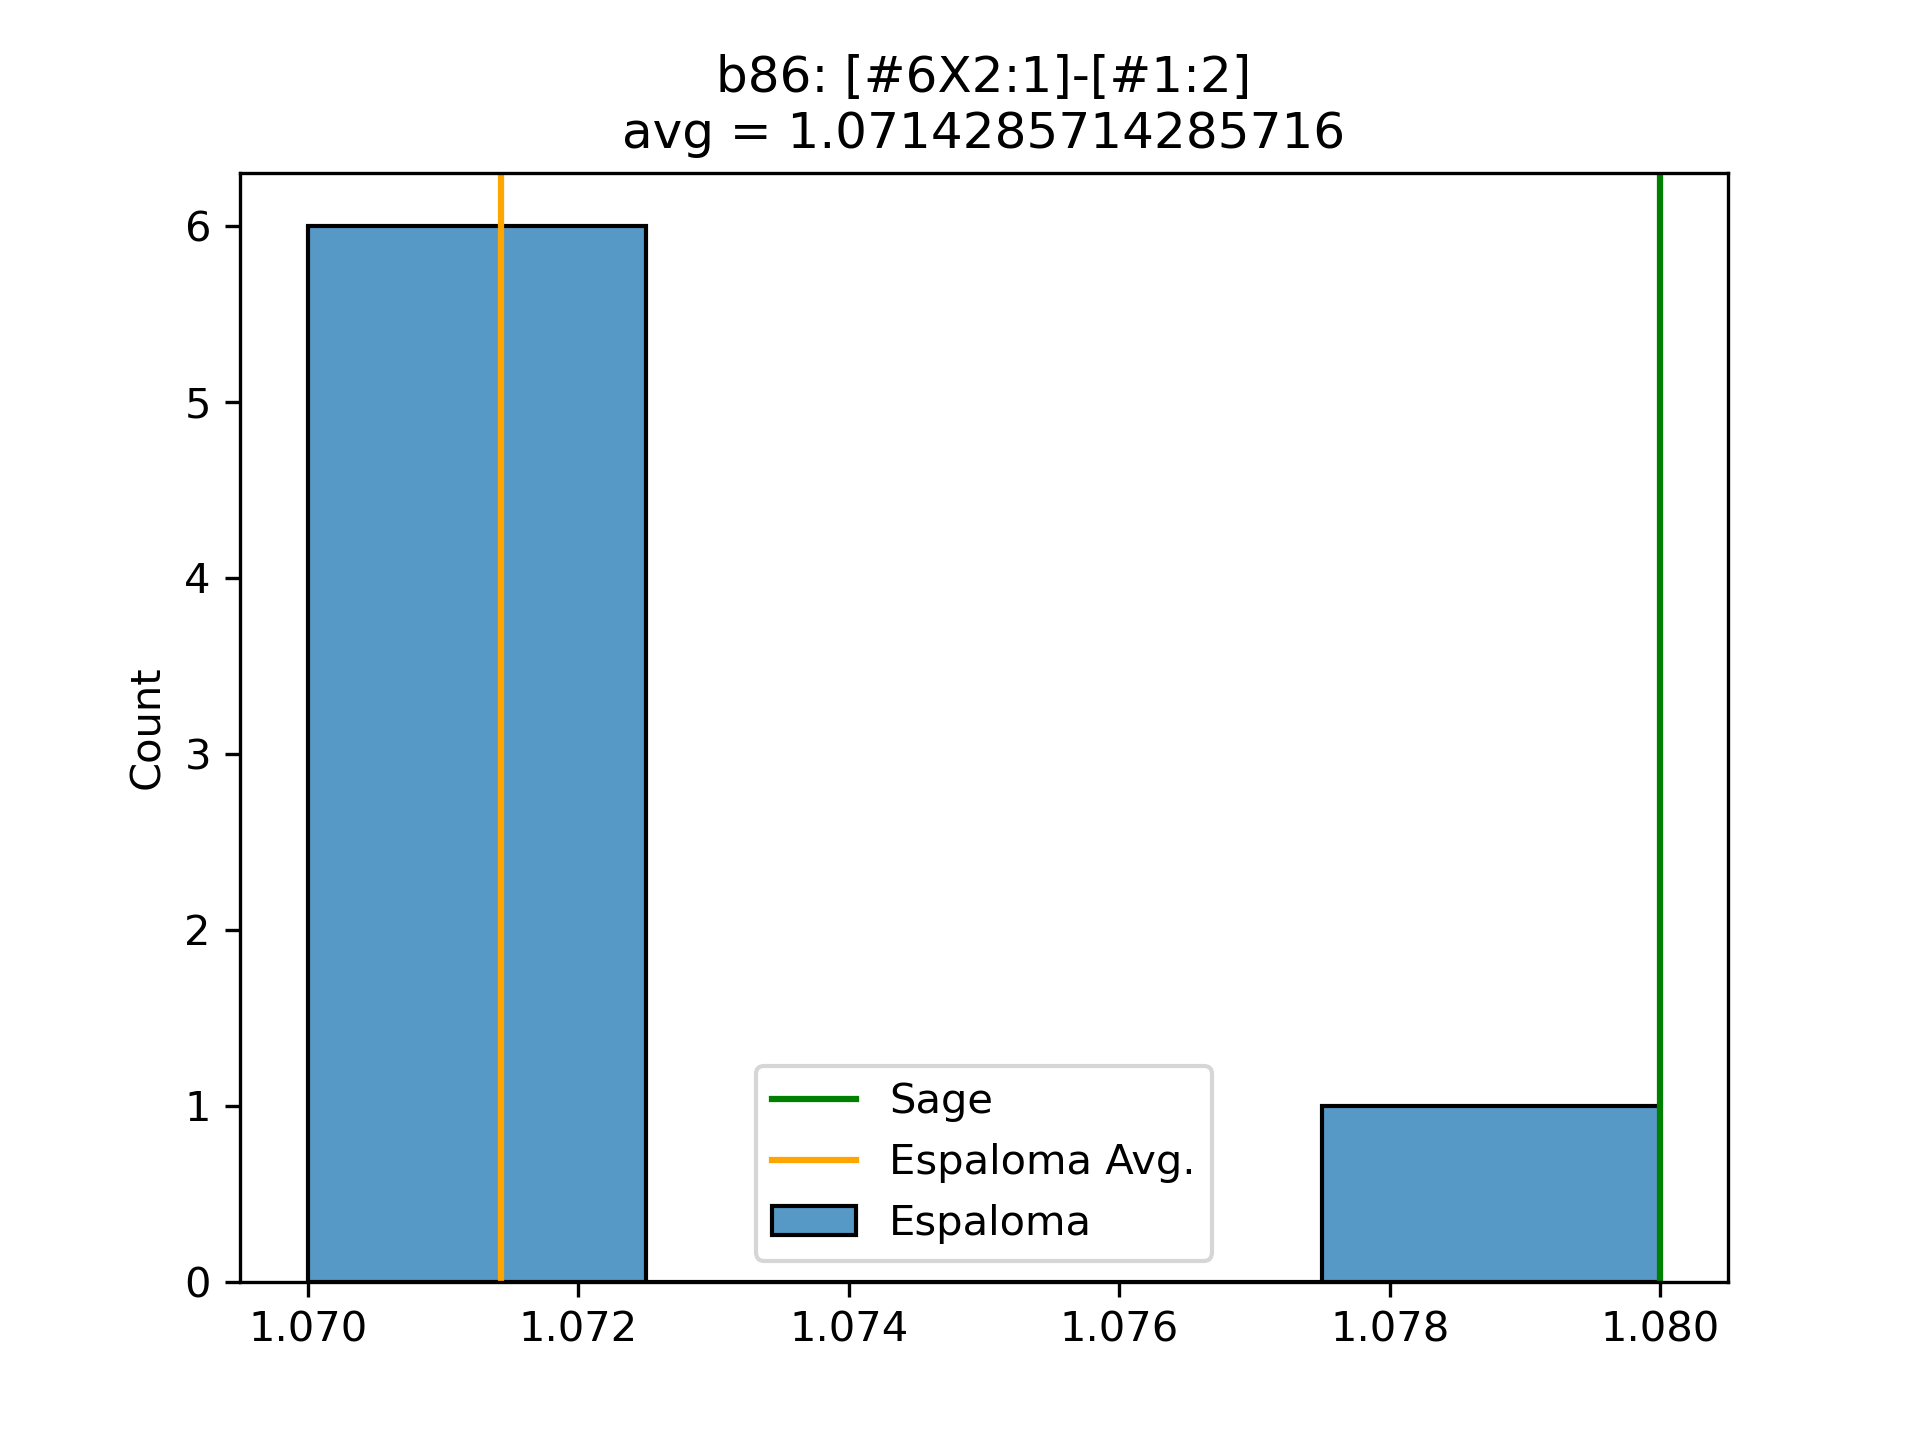 b86: [#6X2:1]-[#1:2]
avg = 1.0714285714285716
6
5
4
3
2
1
0
Count
Sage
Espaloma Avg.
Espaloma
1.070 1.072 1.074 1.076 1.078 1.080